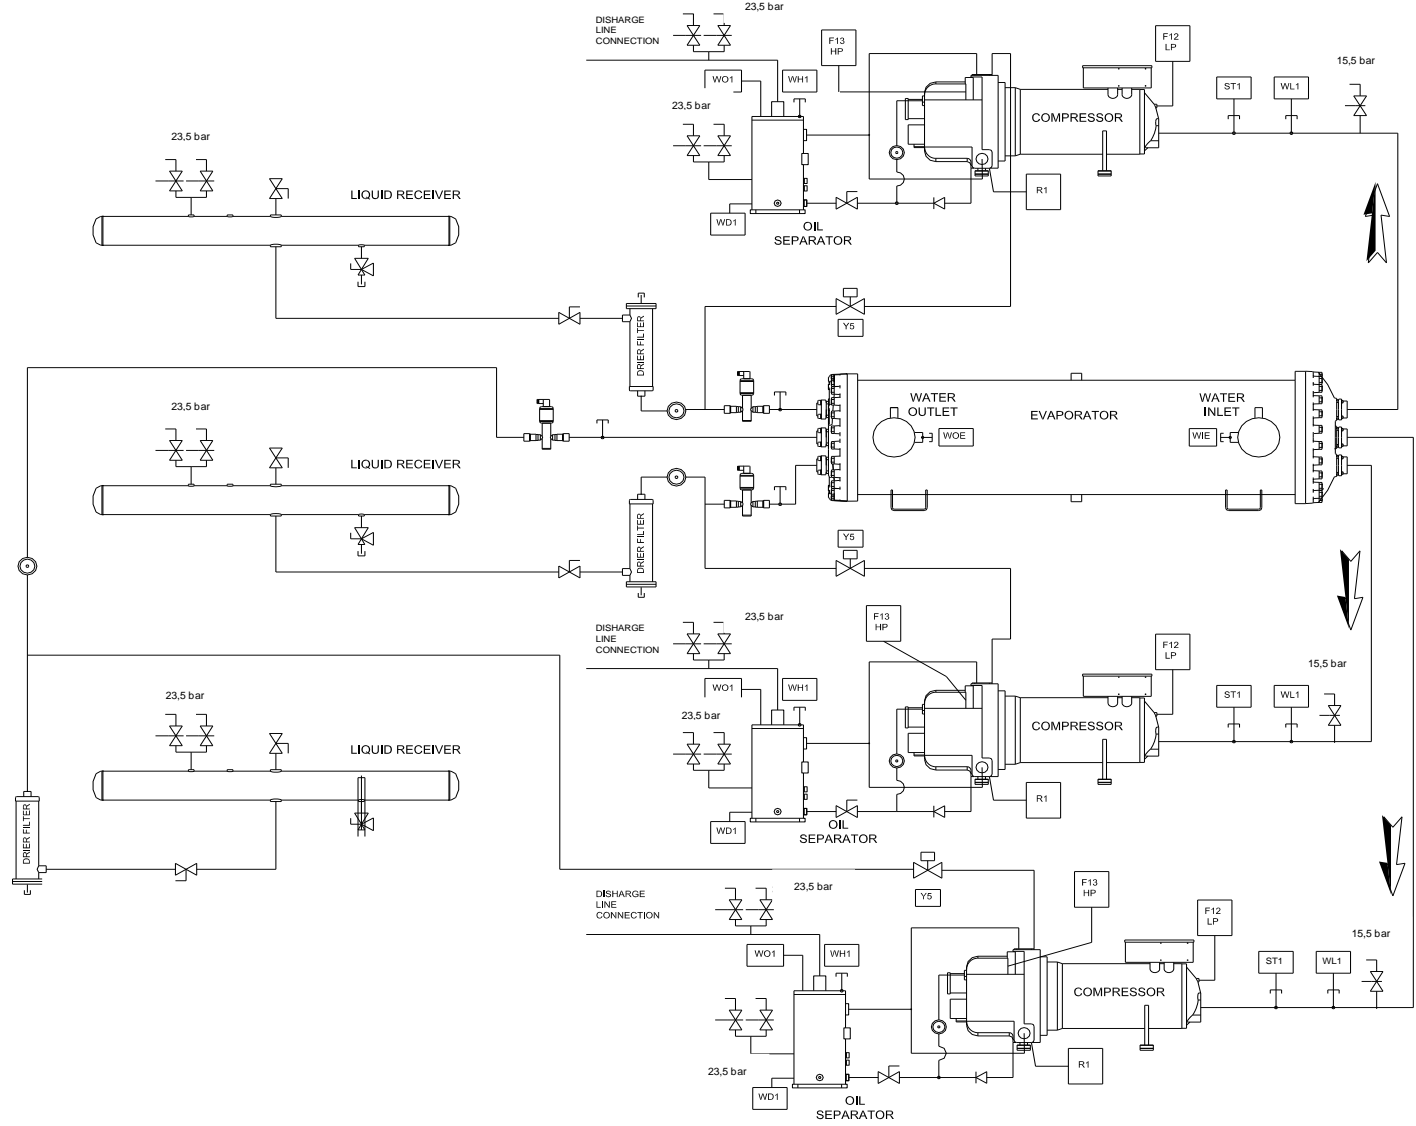 23,5 bar
DISHARGE
LINE
CONNECTION
F13
HP
F12
LP
15,5 bar
WO1
WH1
ST1
WL1
23,5 bar
COMPRESSOR
23,5 bar
LIQUID RECEIVER
R1
WD1
OIL
SEPARATOR
DRIER FILTER
Y5
23,5 bar
WATER
OUTLET
EVAPORATOR
WATER
INLET
WOE
WIE
LIQUID RECEIVER
DRIER FILTER
Y5
23,5 bar
DISHARGE
LINE
CONNECTION
F13
HP
F12
LP
15,5 bar
WO1
WH1
ST1
WL1
23,5 bar
23,5 bar
COMPRESSOR
LIQUID RECEIVER
R1
WD1
OIL
SEPARATOR
DRIER FILTER
23,5 bar
DISHARGE
LINE
CONNECTION
Y5
F13
HP
F12
LP
15,5 bar
WO1
WH1
ST1
WL1
COMPRESSOR
23,5 bar
R1
WD1
OIL
SEPARATOR